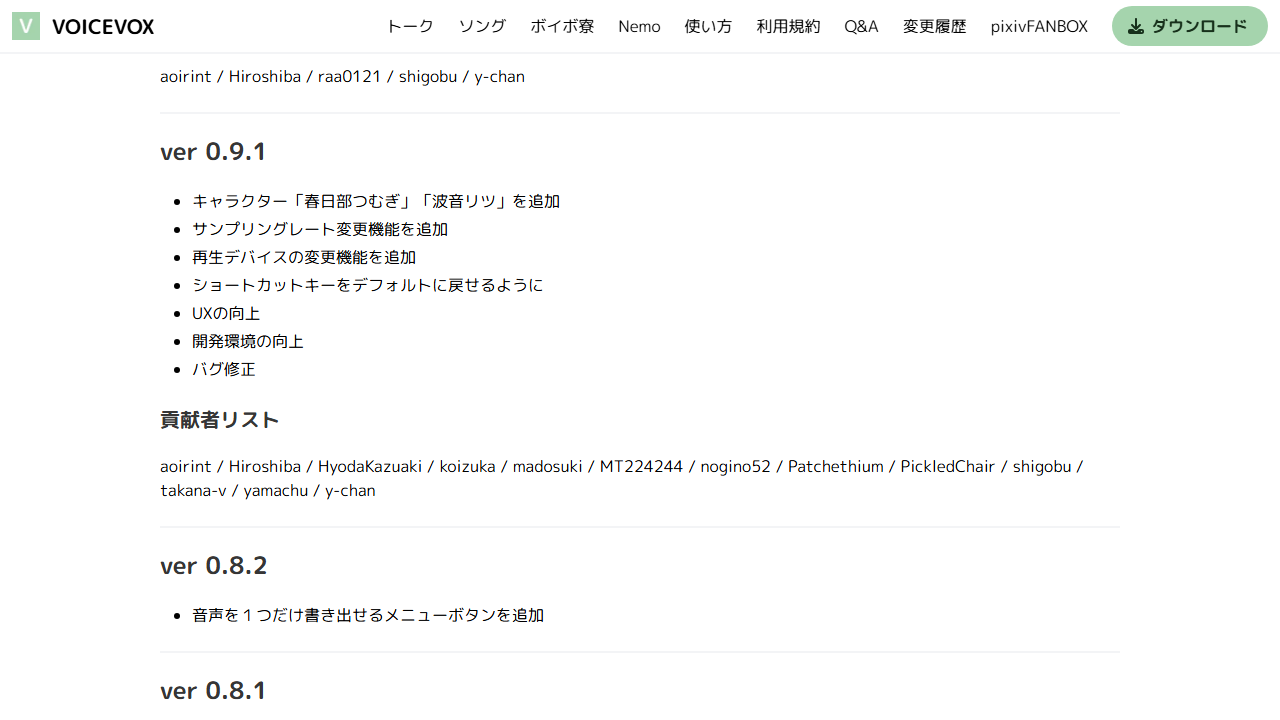 V VOICEVOX トーク ソング ボイボ寮 Nemo 使い方 利用規約 Q&A 変更履歴 pixivFANBOX ダウンロード
aoirint / Hiroshiba / raa0121 / shigobu / y-chan
ver 0.9.1
キャラクター「春日部つむぎ」「波音リツ」を追加
サンプリングレート変更機能を追加
再生デバイスの変更機能を追加
ショートカットキーをデフォルトに戻せるように
UXの向上
開発環境の向上
バグ修正
貢献者リスト
aoirint / Hiroshiba / HyodaKazuaki / koizuka / madosuki / MT224244 / nogino52 / Patchethium / PickledChair / shigobu /
takana-v / yamachu / y-chan
ver 0.8.2
音声を１つだけ書き出せるメニューボタンを追加
ver 0.8.1